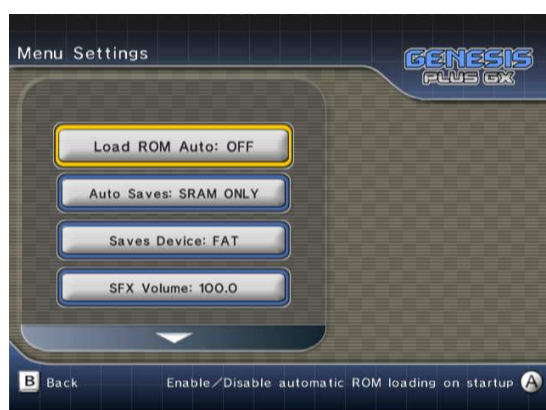 Menu Settings
GENESIS
PLUS GX
Load ROM Auto: OFF
Auto Saves: SRAM ONLY
Saves Device: FAT
SFX Volume: 100.0
B Back
Enable/Disable automatic ROM loading on startup A